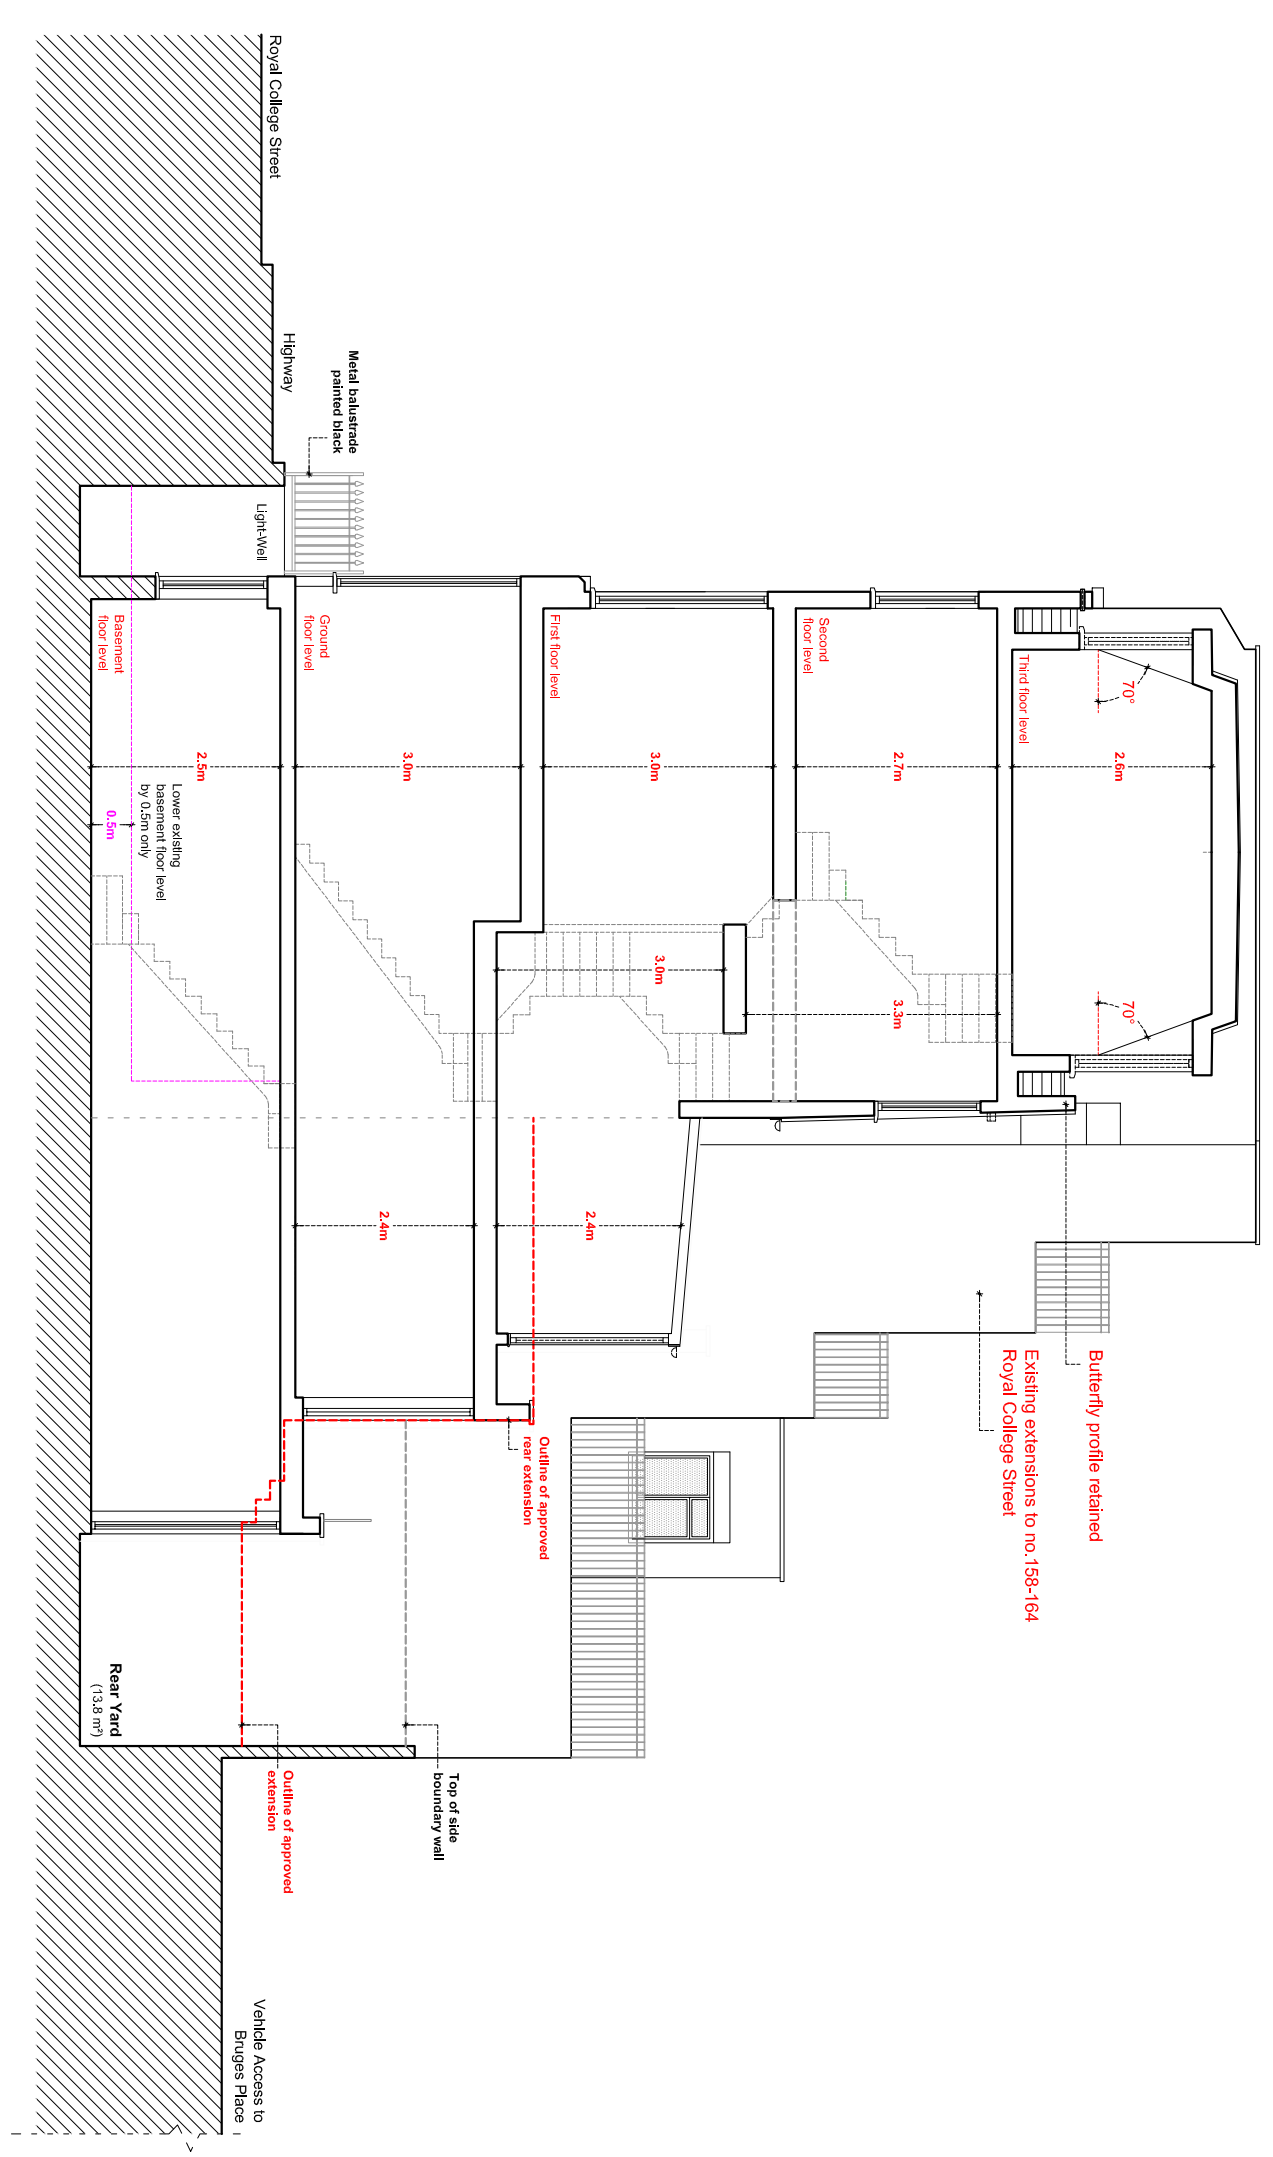 Butterfly profile retained
Existing extensions to no.158-164
Royal College Street
70°
70°
2.6m
Third floor level
Second
floor level
2.7m
3.3m
First floor level
3.0m
3.0m
2.4m
Outline of approved
rear extension
Ground
floor level
3.0m
2.4m
Metal balustrade
painted black
Top of side
boundary wall
Royal College Street
Highway
Light-Well
Outline of approved
extension
Vehicle Access to
Bruges Place
Basement
floor level
2.5m
Lower existing
basement floor level
by 0.5m only
0.5m
Rear Yard
(13.8 m²)